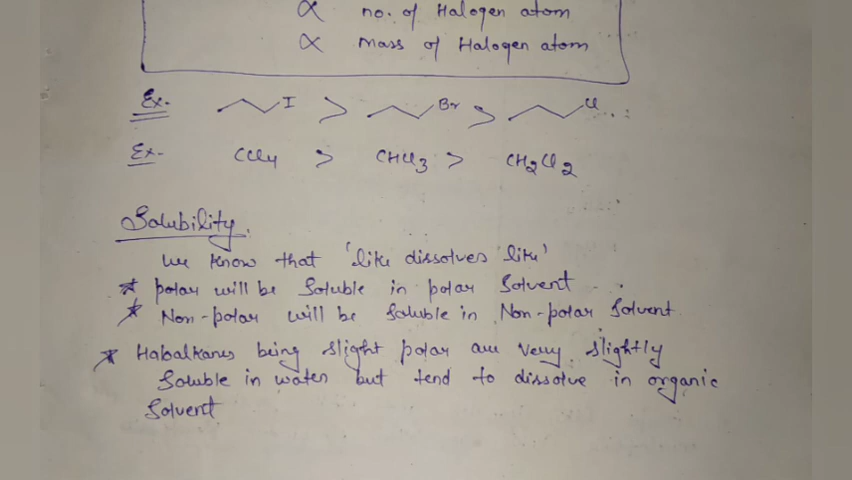 ∝ no. of Halogen atom
∝ mass of Halogen atom
Ex. I > Br > Cl
Ex. CCl4 > CHCl3 > CH2Cl2
Solubility.
We know that 'like dissolves like'
* polar will be soluble in polar solvent
* Non-polar will be soluble in Non-polar solvent
* Haloalkanes being slight polar are very slightly
soluble in water but tend to dissolve in organic
solvent